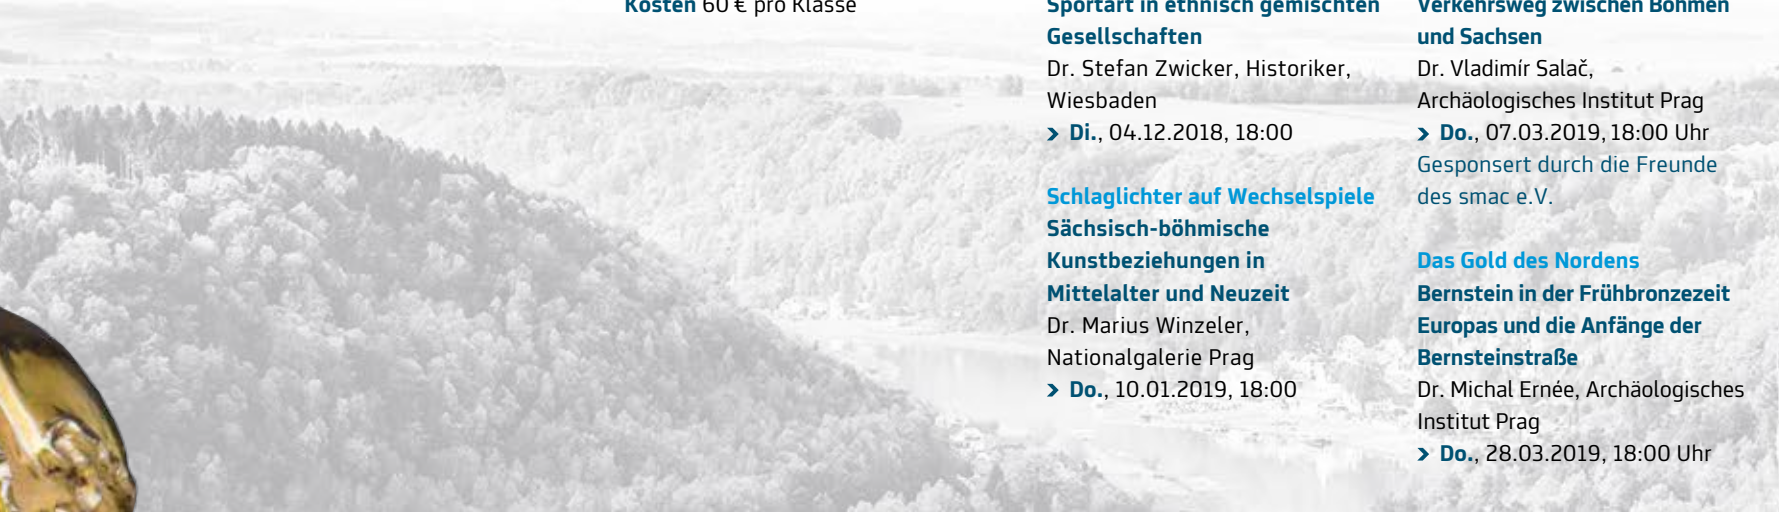 Kosten 60 € pro Klasse
Sportart in ethnisch gemischten
Gesellschaften
Dr. Stefan Zwicker, Historiker,
Wiesbaden
› Di., 04.12.2018, 18:00
Schlaglichter auf Wechselspiele
Sächsisch-böhmische
Kunstbeziehungen in
Mittelalter und Neuzeit
Dr. Marius Winzeler,
Nationalgalerie Prag
› Do., 10.01.2019, 18:00
Verkehrsweg zwischen Böhmen
und Sachsen
Dr. Vladimír Salač,
Archäologisches Institut Prag
› Do., 07.03.2019, 18:00 Uhr
Gesponsert durch die Freunde
des smac e.V.
Das Gold des Nordens
Bernstein in der Frühbronzezeit
Europas und die Anfänge der
Bernsteinstraße
Dr. Michal Ernée, Archäologisches
Institut Prag
› Do., 28.03.2019, 18:00 Uhr